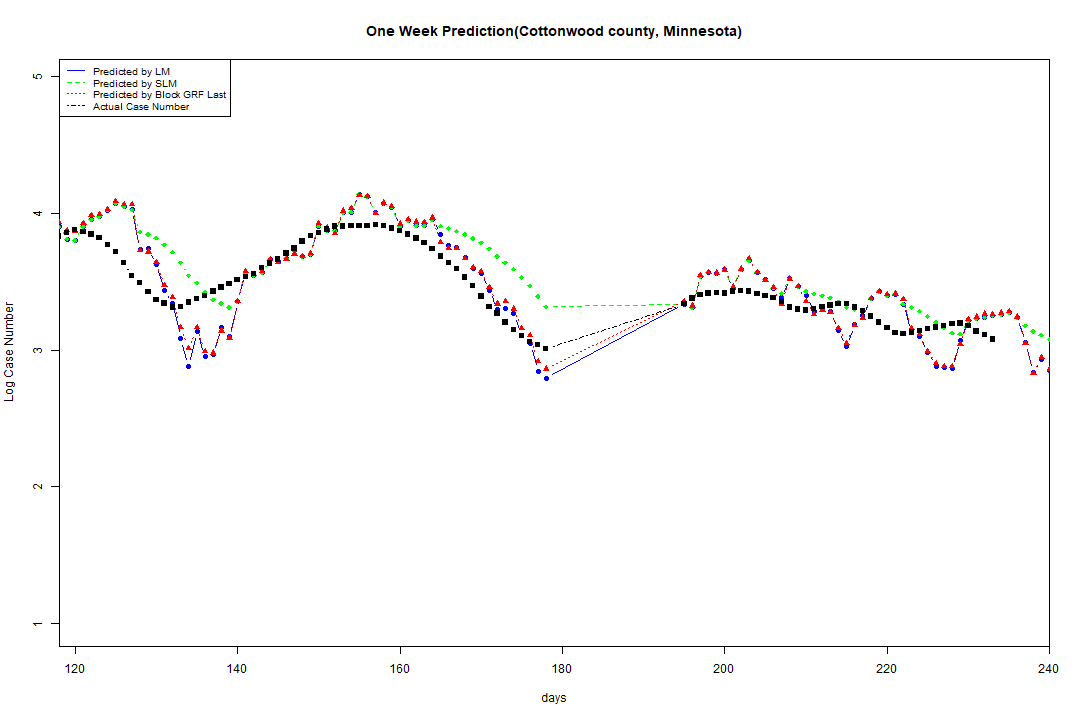 One Week Prediction(Cottonwood county, Minnesota)
Predicted by LM
Predicted by SLM
Predicted by Block GRF Last
Actual Case Number
5
4
3
2
1
Log Case Number
120 140 160 180 200 220 240
days